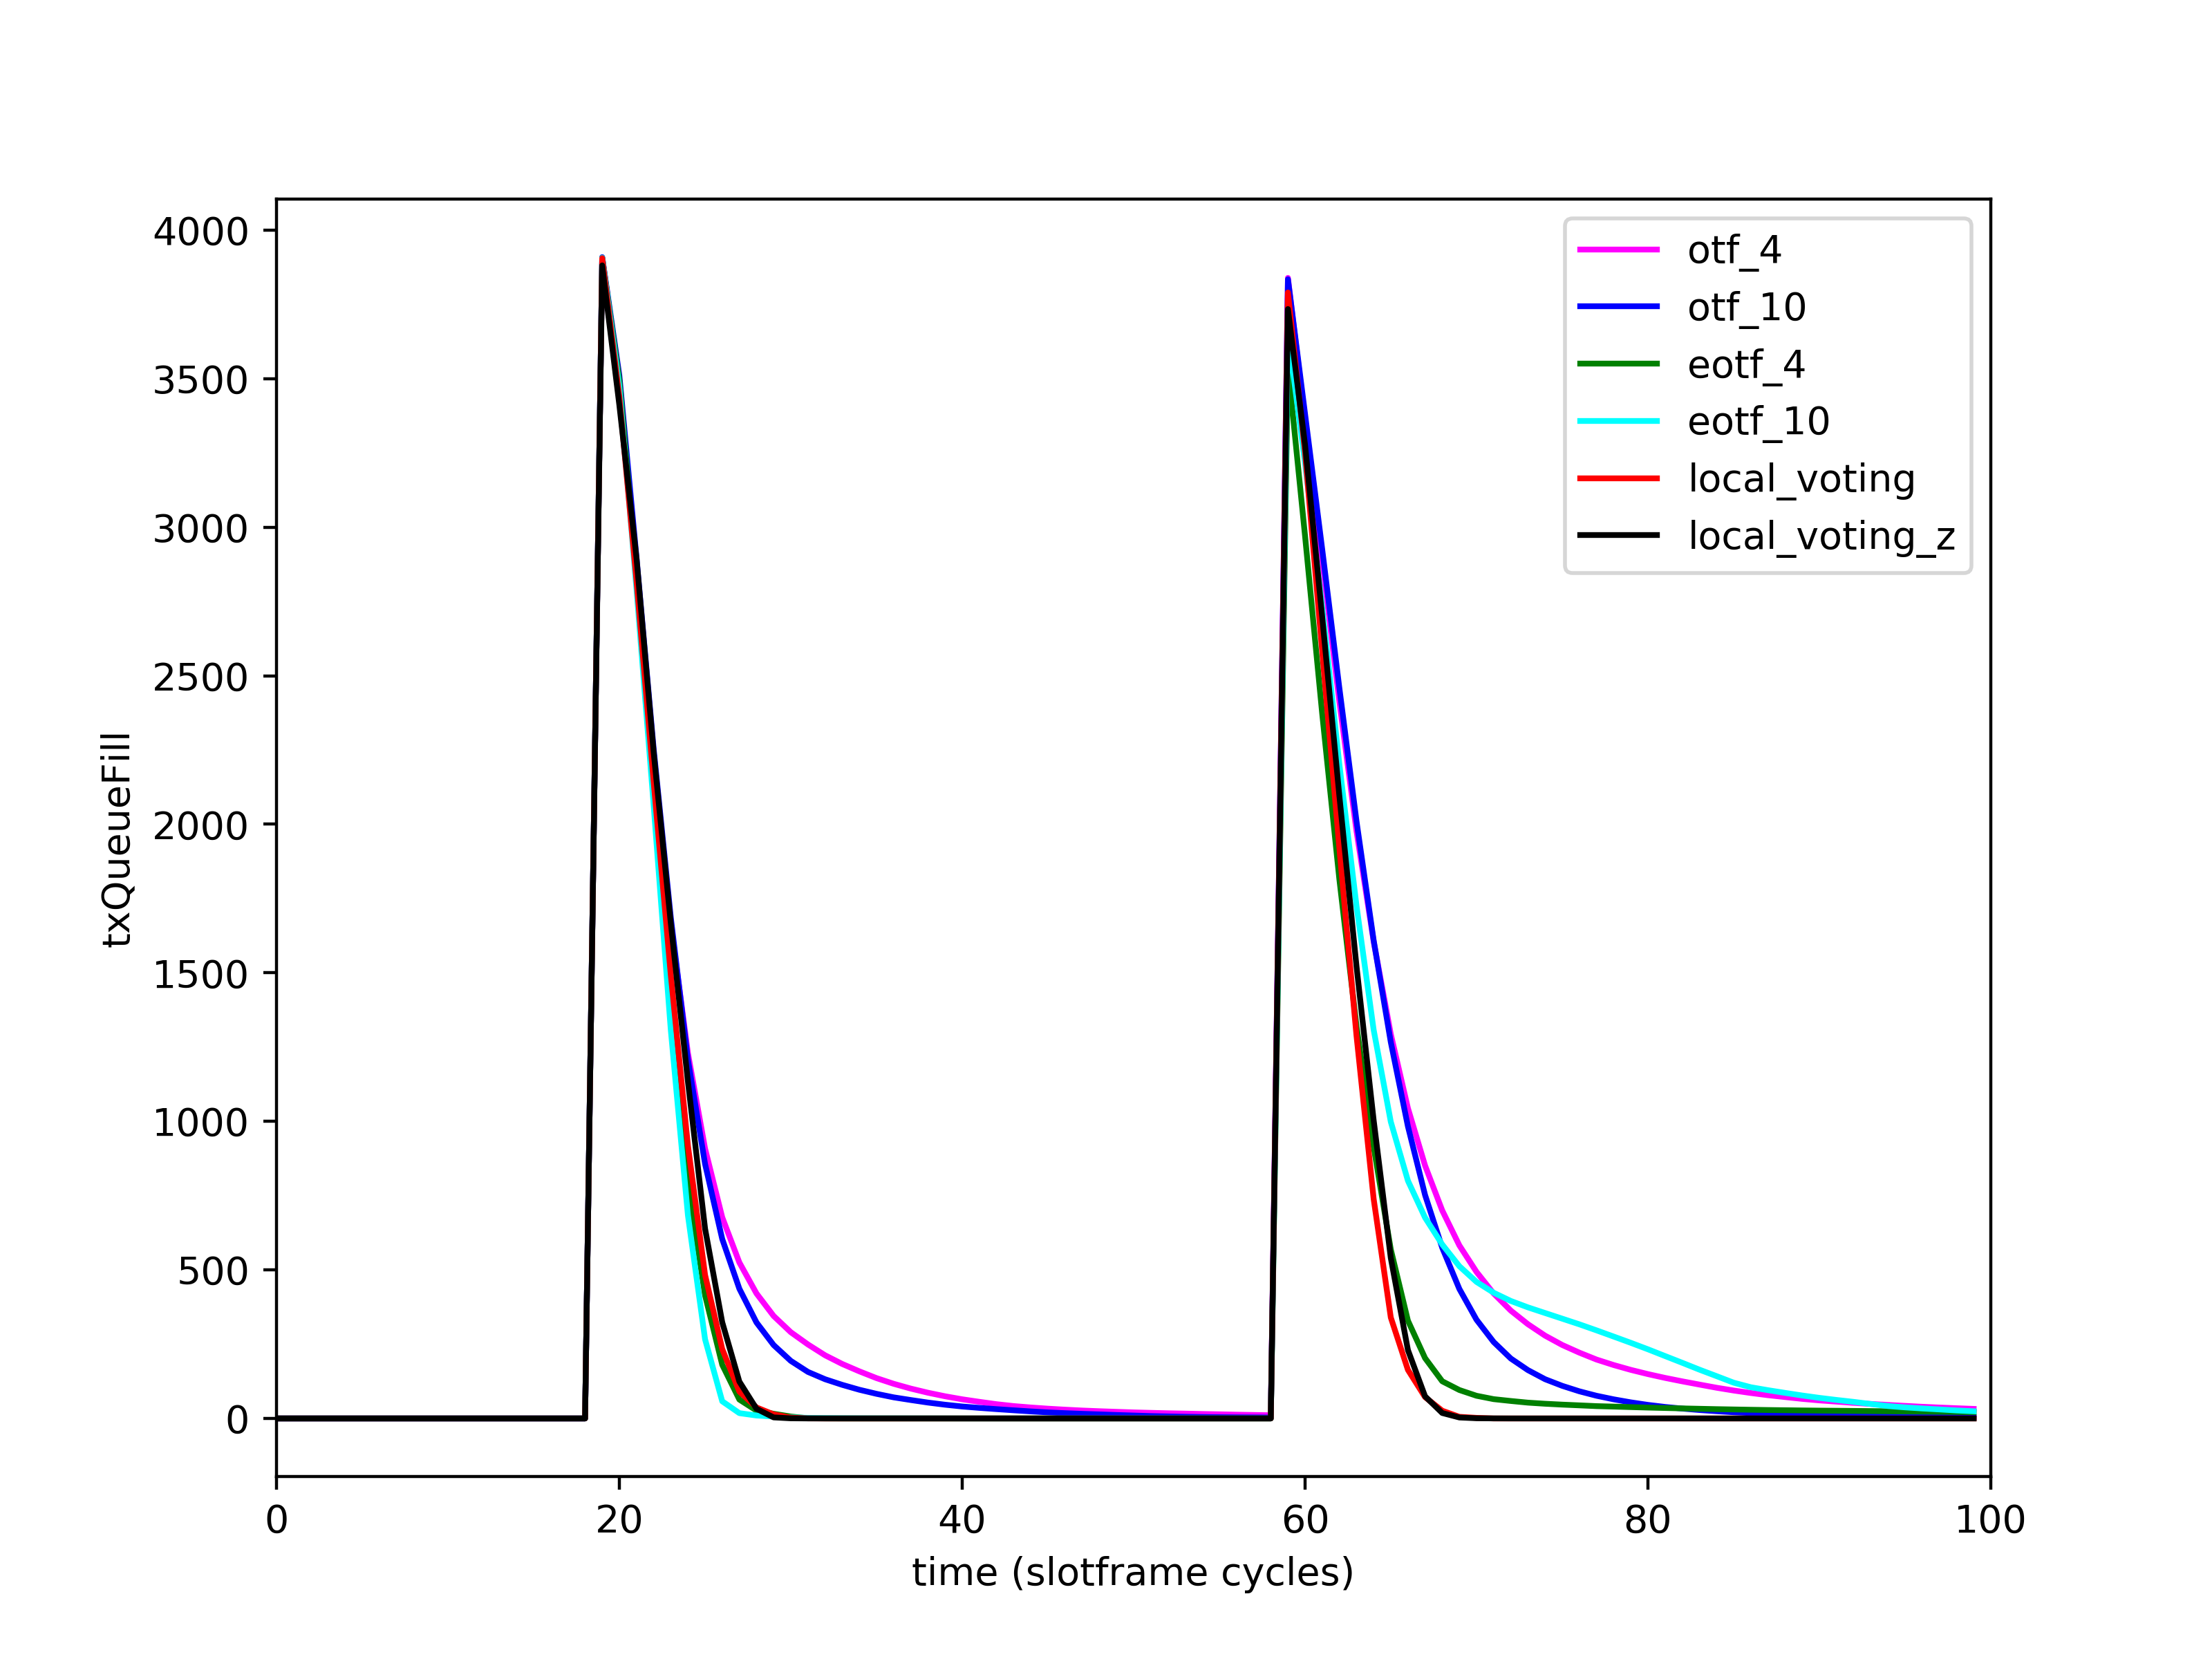 4000
3500
3000
2500
2000
1500
1000
500
0
txQueueFill
0 20 40 60 80 100
time (slotframe cycles)
otf_4
otf_10
eotf_4
eotf_10
local_voting
local_voting_z